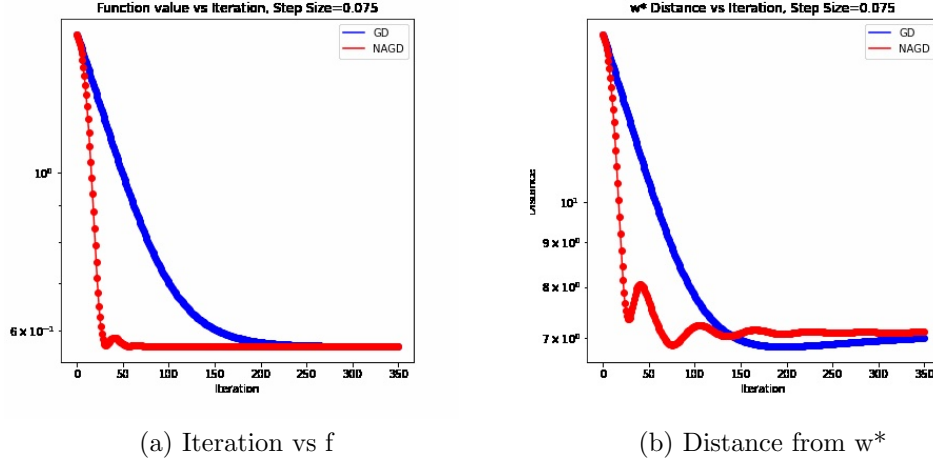 Function value vs Iteration, Step Size=0.075
GD
NAGD
10⁰
6 × 10⁻¹
0
50
100
150
200
250
300
350
Iteration
(a) Iteration vs f
w* Distance vs Iteration, Step Size=0.075
GD
NAGD
Distance
10¹
9 × 10⁰
8 × 10⁰
7 × 10⁰
0
50
100
150
200
250
300
350
Iteration
(b) Distance from w*